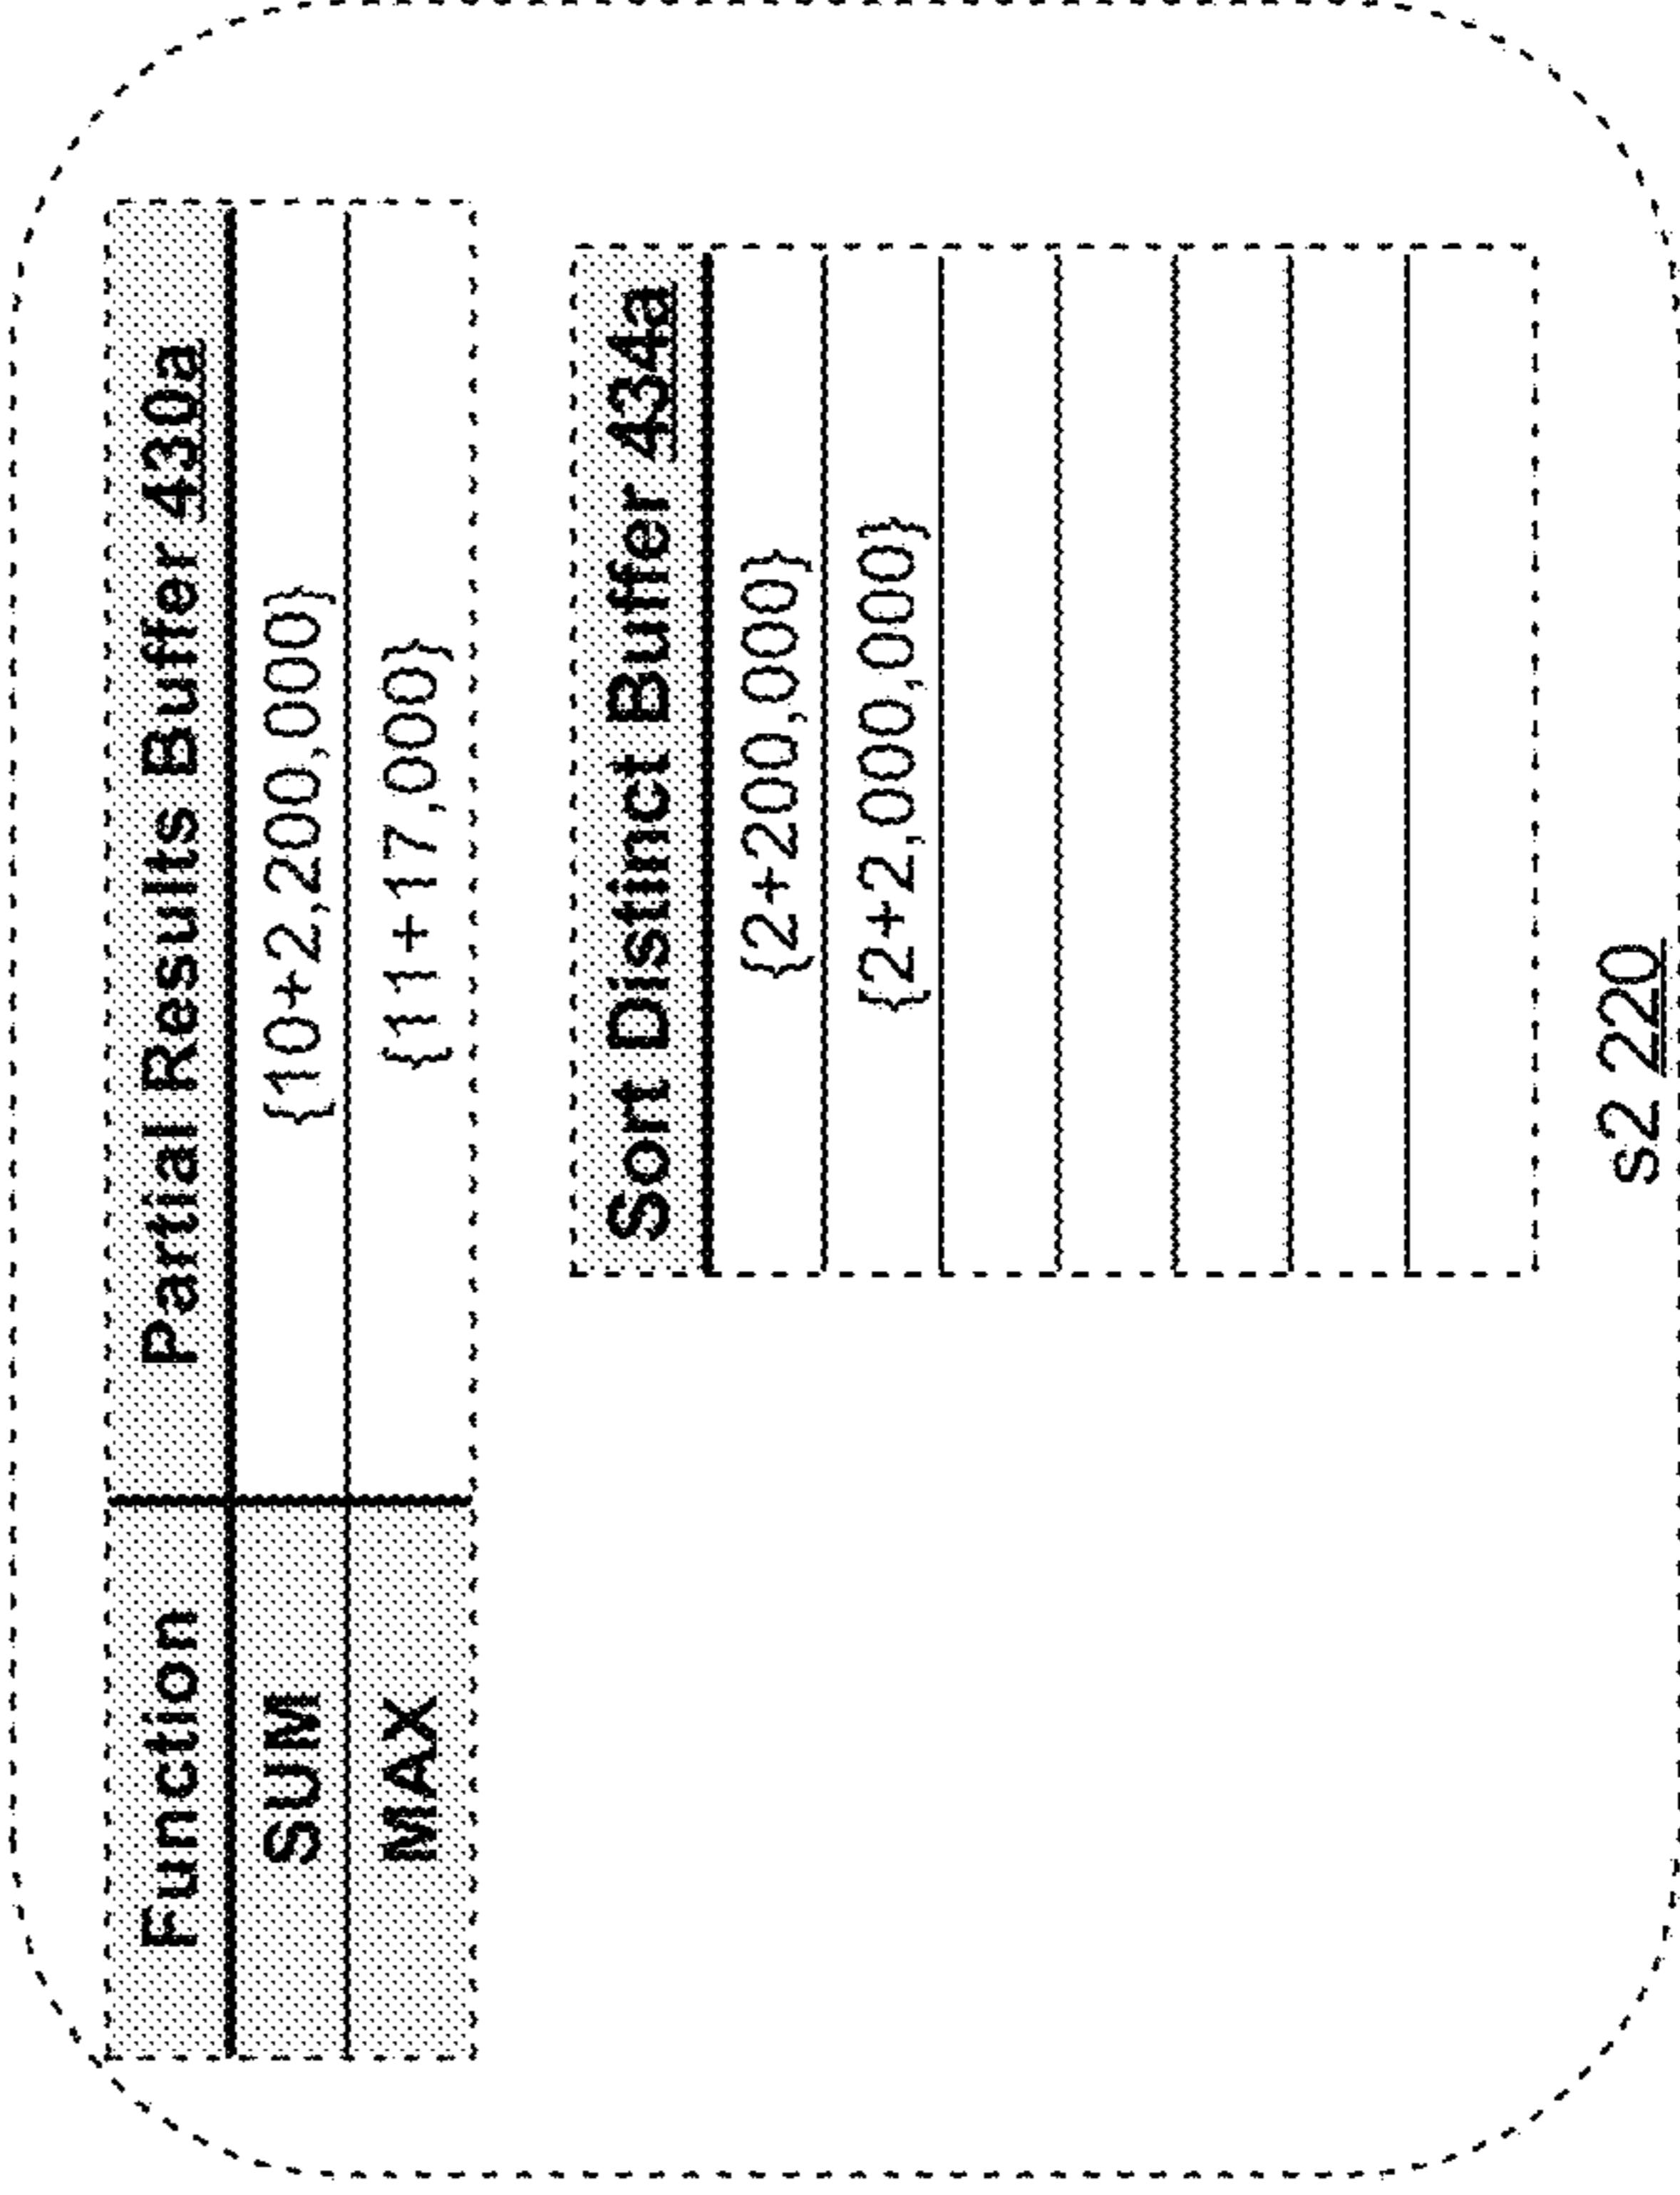 Function Partial Results Buffer 430a
SUM {10+2,200,000}
MAX {11+17,000}
Sort Distinct Buffer 434a
{2+200,000}
{2+2,000,000}
s2 220